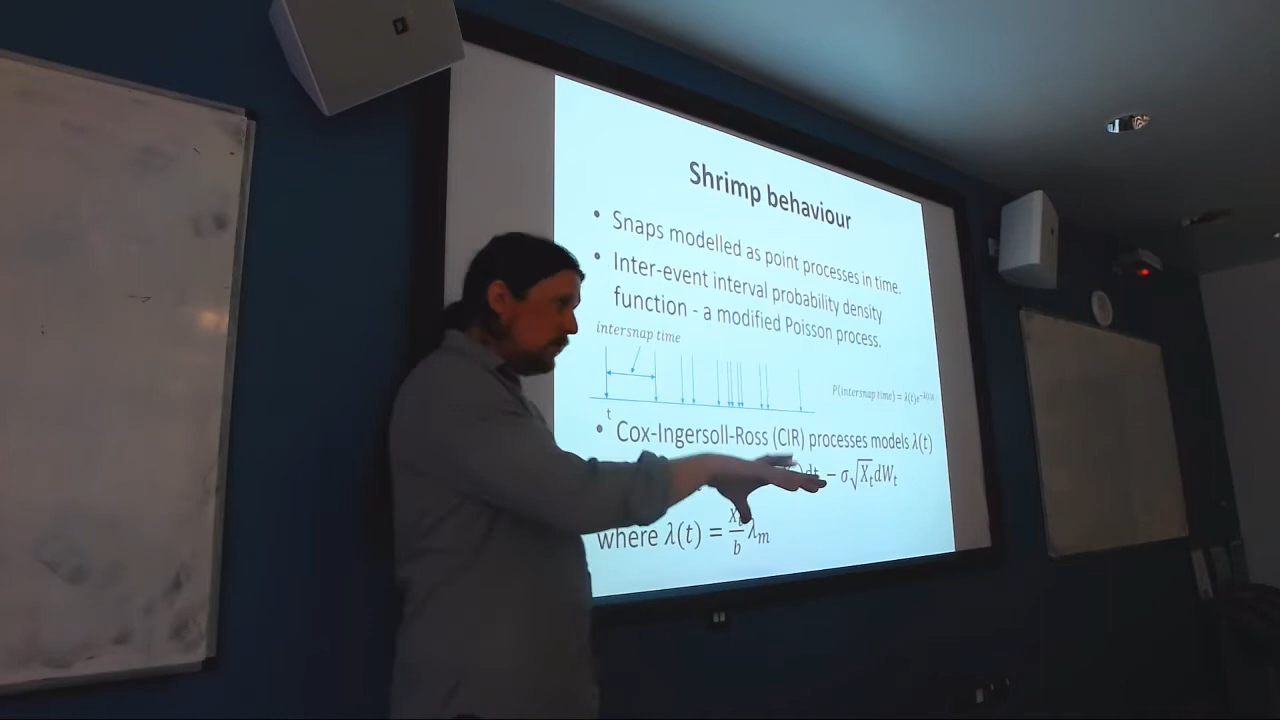 Shrimp behaviour
• Snaps modelled as point processes in time.
• Inter-event interval probability density
function - a modified Poisson process.
intersnap time
t
• Cox-Ingersoll-Ross (CIR) processes models λ(t)
)dt − σ√X_t dW_t
where λ(t) = X_t/b λ_m